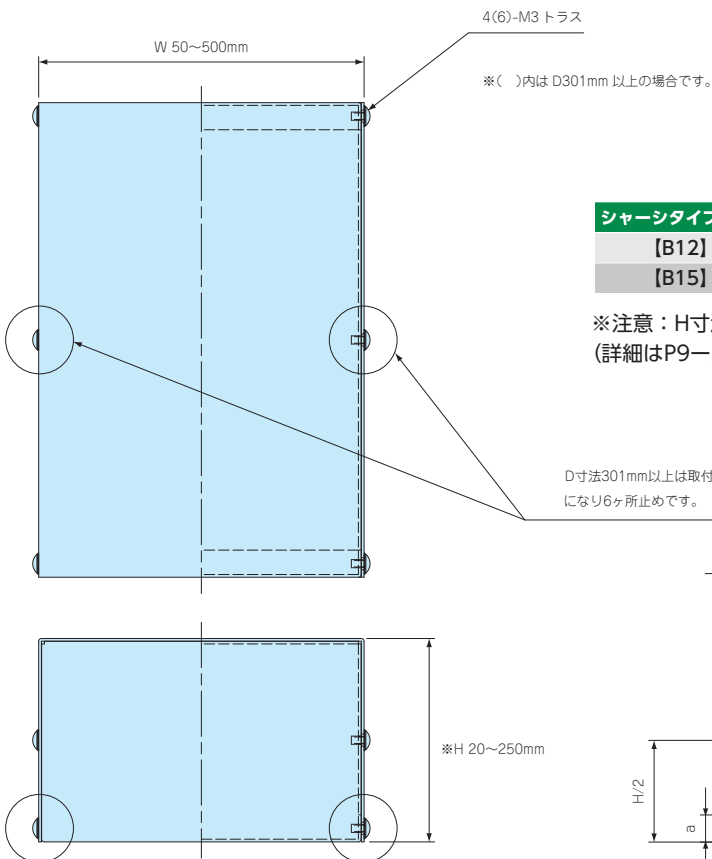 4(6)-M3 トラス
W 50〜500mm
※( )内は D301mm 以上の場合です。
シャーシタイプ
【B12】
【B15】
※注意：H寸
(詳細はP9ー
D寸法301mm以上は取付
になり6ヶ所止めです。
※H 20〜250mm
H/2
a